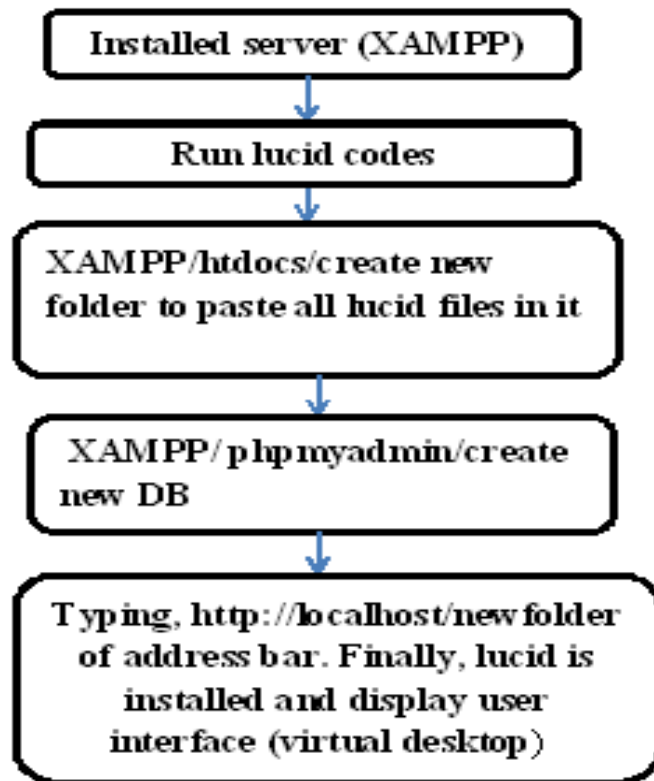 Installed server (XAMPP)
Run lucid codes
XAMPP/htdocs/create new
folder to paste all lucid files in it
XAMPP/ phpmyadmin/create
new DB
Typing, http://localhost/new folder
of address bar. Finally, lucid is
installed and display user
interface (virtual desktop)